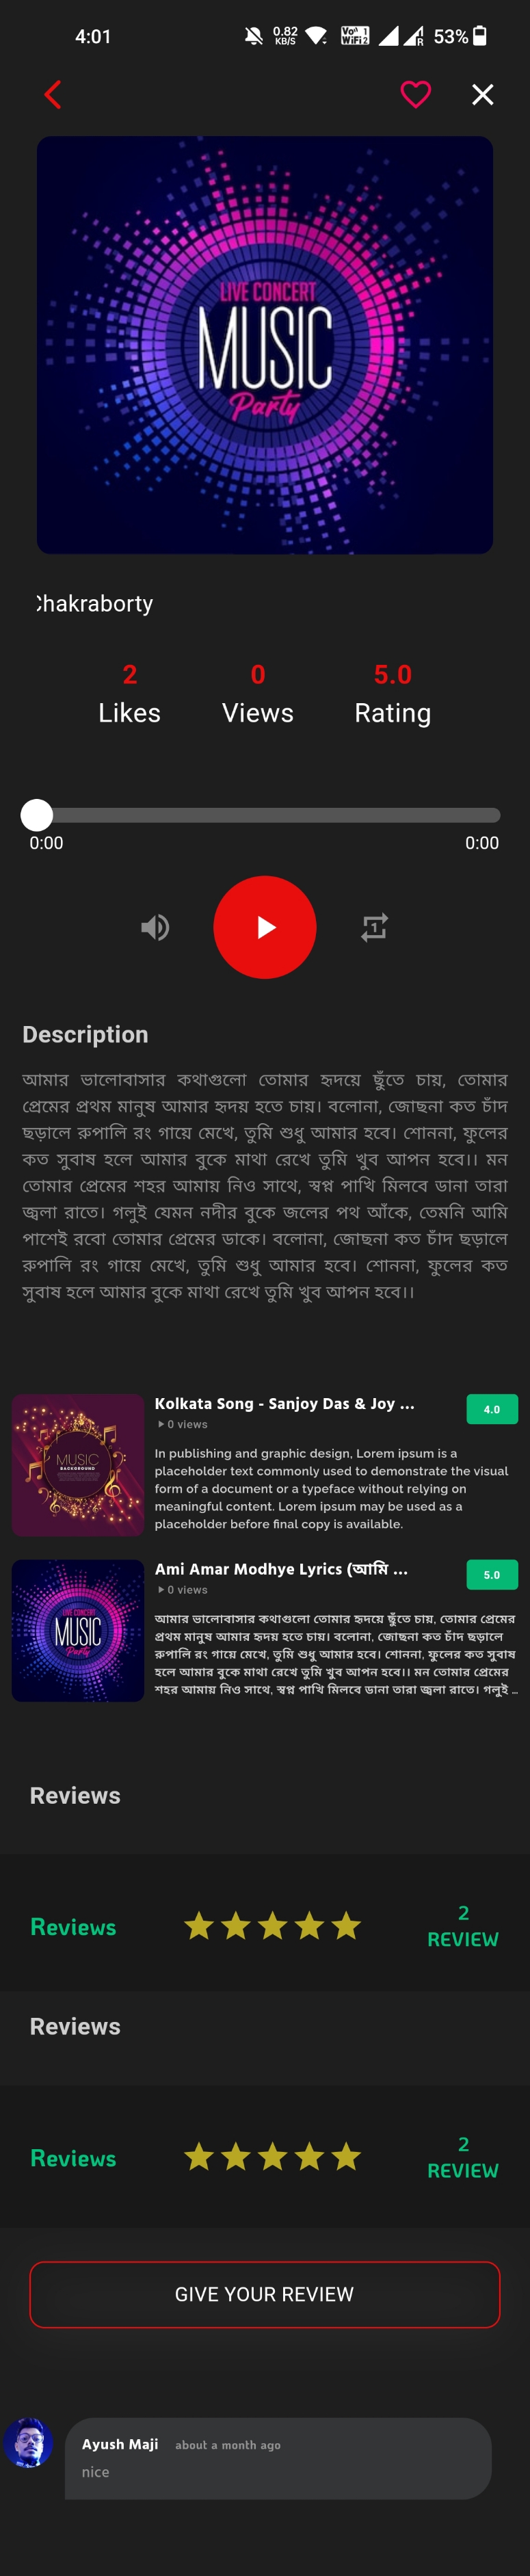 4:01
0.82
KB/S
53%
LIVE CONCERT
MUSIC
Party
Chakraborty
2
0
5.0
Likes
Views
Rating
0:00
0:00
Description
আমার ভালোবাসার কথাগুলো তোমার হৃদয়ে ছুঁতে চায়, তোমার
প্রেমের প্রথম মানুষ আমার হৃদয় হতে চায়। বলোনা, জোছনা কত চাঁদ
ছড়ালে রুপালি রং গায়ে মেখে, তুমি শুধু আমার হবে। শোননা, ফুলের
কত সুবাষ হলে আমার বুকে মাথা রেখে তুমি খুব আপন হবে।। মন
তোমার প্রেমের শহর আমায় নিও সাথে, স্বপ্ন পাখি মিলবে ডানা তারা
জ্বলা রাতে। গলুই যেমন নদীর বুকে জলের পথ আঁকে, তেমনি আমি
পাশেই রবো তোমার প্রেমের ডাকে। বলোনা, জোছনা কত চাঁদ ছড়ালে
রুপালি রং গায়ে মেখে, তুমি শুধু আমার হবে। শোননা, ফুলের কত
সুবাষ হলে আমার বুকে মাথা রেখে তুমি খুব আপন হবে।।
MUSIC
BACKGROUND
Kolkata Song - Sanjoy Das & Joy ...
4.0
0 views
In publishing and graphic design, Lorem ipsum is a
placeholder text commonly used to demonstrate the visual
form of a document or a typeface without relying on
meaningful content. Lorem ipsum may be used as a
placeholder before final copy is available.
LIVE CONCERT
MUSIC
Party
Ami Amar Modhye Lyrics (আমি ...
5.0
0 views
আমার ভালোবাসার কথাগুলো তোমার হৃদয়ে ছুঁতে চায়, তোমার প্রেমের
প্রথম মানুষ আমার হৃদয় হতে চায়। বলোনা, জোছনা কত চাঁদ ছড়ালে
রুপালি রং গায়ে মেখে, তুমি শুধু আমার হবে। শোননা, ফুলের কত সুবাষ
হলে আমার বুকে মাথা রেখে তুমি খুব আপন হবে।। মন তোমার প্রেমের
শহর আমায় নিও সাথে, স্বপ্ন পাখি মিলবে ডানা তারা জ্বলা রাতে। গলুই ...
Reviews
Reviews
2
REVIEW
Reviews
Reviews
2
REVIEW
GIVE YOUR REVIEW
Ayush Maji about a month ago
nice